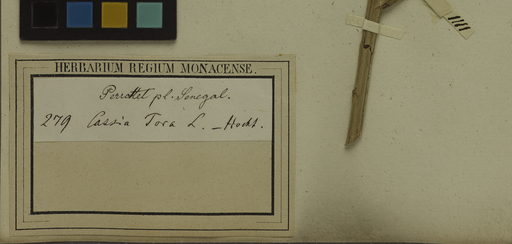 HERBARIUM REGIUM MONACENSE.
Perrottet pl. Senegal.
279 Cassia Tora L. _ Hochst.